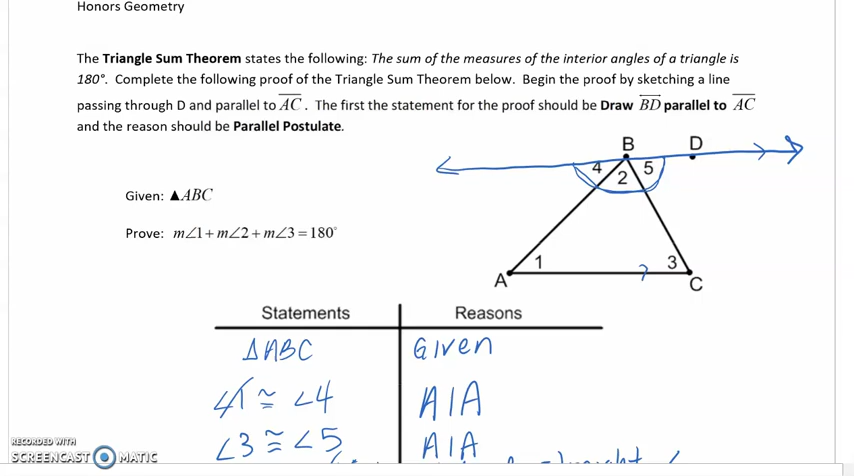 Honors Geometry
The Triangle Sum Theorem states the following: The sum of the measures of the interior angles of a triangle is
180°. Complete the following proof of the Triangle Sum Theorem below. Begin the proof by sketching a line
passing through D and parallel to AC. The first the statement for the proof should be Draw BD parallel to AC
and the reason should be Parallel Postulate.
B D
4 2 5
Given: ▲ABC
Prove: m∠1+m∠2+m∠3=180°
1 3
A C
Statements Reasons
△ABC Given
∠1 ≅ ∠4 AIA
∠3 ≅ ∠5 AIA
RECORDED WITH
SCREENCAST MATIC